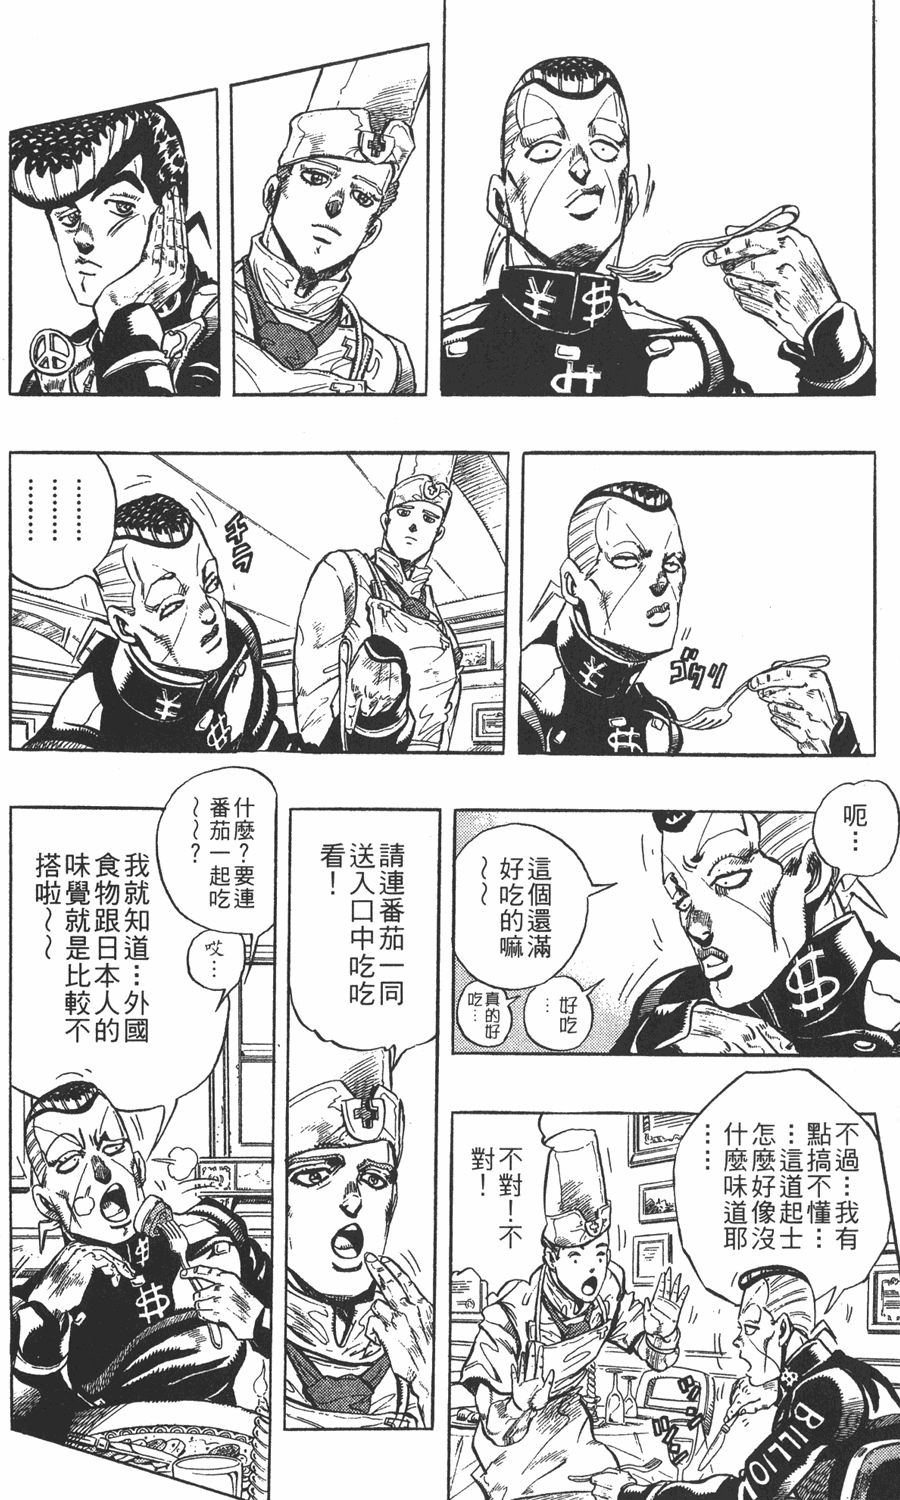 ¥ $
チラ
………
………
………
ゴクリ
¥ $
¥ $
呃…
這個還滿
好吃的嘛
～～
好吃
…
真的好
吃…
$
不過…我有
點搞不懂…
…這道起士
怎麼好像沒
什麼味道耶
……
不對！不
對！
BILLION
請連番茄一同
送入口中吃吃
看！
什麼？要連
番茄一起吃
～～？
哎…
我就知道…外國
食物跟日本人的
味覺就是比較不
搭啦～～
$